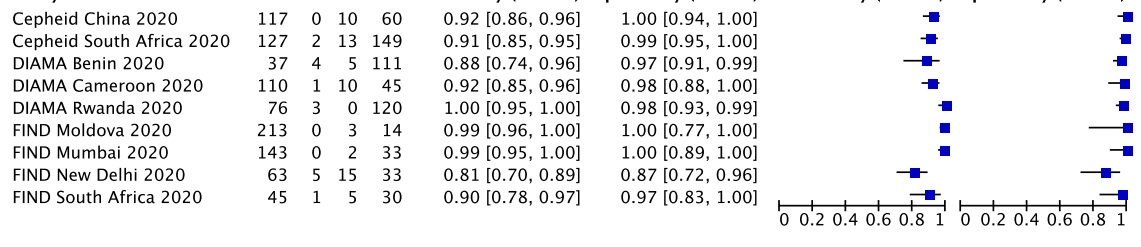 Cepheid China 2020 117 0 10 60 0.92 [0.86, 0.96] 1.00 [0.94, 1.00]
Cepheid South Africa 2020 127 2 13 149 0.91 [0.85, 0.95] 0.99 [0.95, 1.00]
DIAMA Benin 2020 37 4 5 111 0.88 [0.74, 0.96] 0.97 [0.91, 0.99]
DIAMA Cameroon 2020 110 1 10 45 0.92 [0.85, 0.96] 0.98 [0.88, 1.00]
DIAMA Rwanda 2020 76 3 0 120 1.00 [0.95, 1.00] 0.98 [0.93, 0.99]
FIND Moldova 2020 213 0 3 14 0.99 [0.96, 1.00] 1.00 [0.77, 1.00]
FIND Mumbai 2020 143 0 2 33 0.99 [0.95, 1.00] 1.00 [0.89, 1.00]
FIND New Delhi 2020 63 5 15 33 0.81 [0.70, 0.89] 0.87 [0.72, 0.96]
FIND South Africa 2020 45 1 5 30 0.90 [0.78, 0.97] 0.97 [0.83, 1.00]
0 0.2 0.4 0.6 0.8 1 0 0.2 0.4 0.6 0.8 1